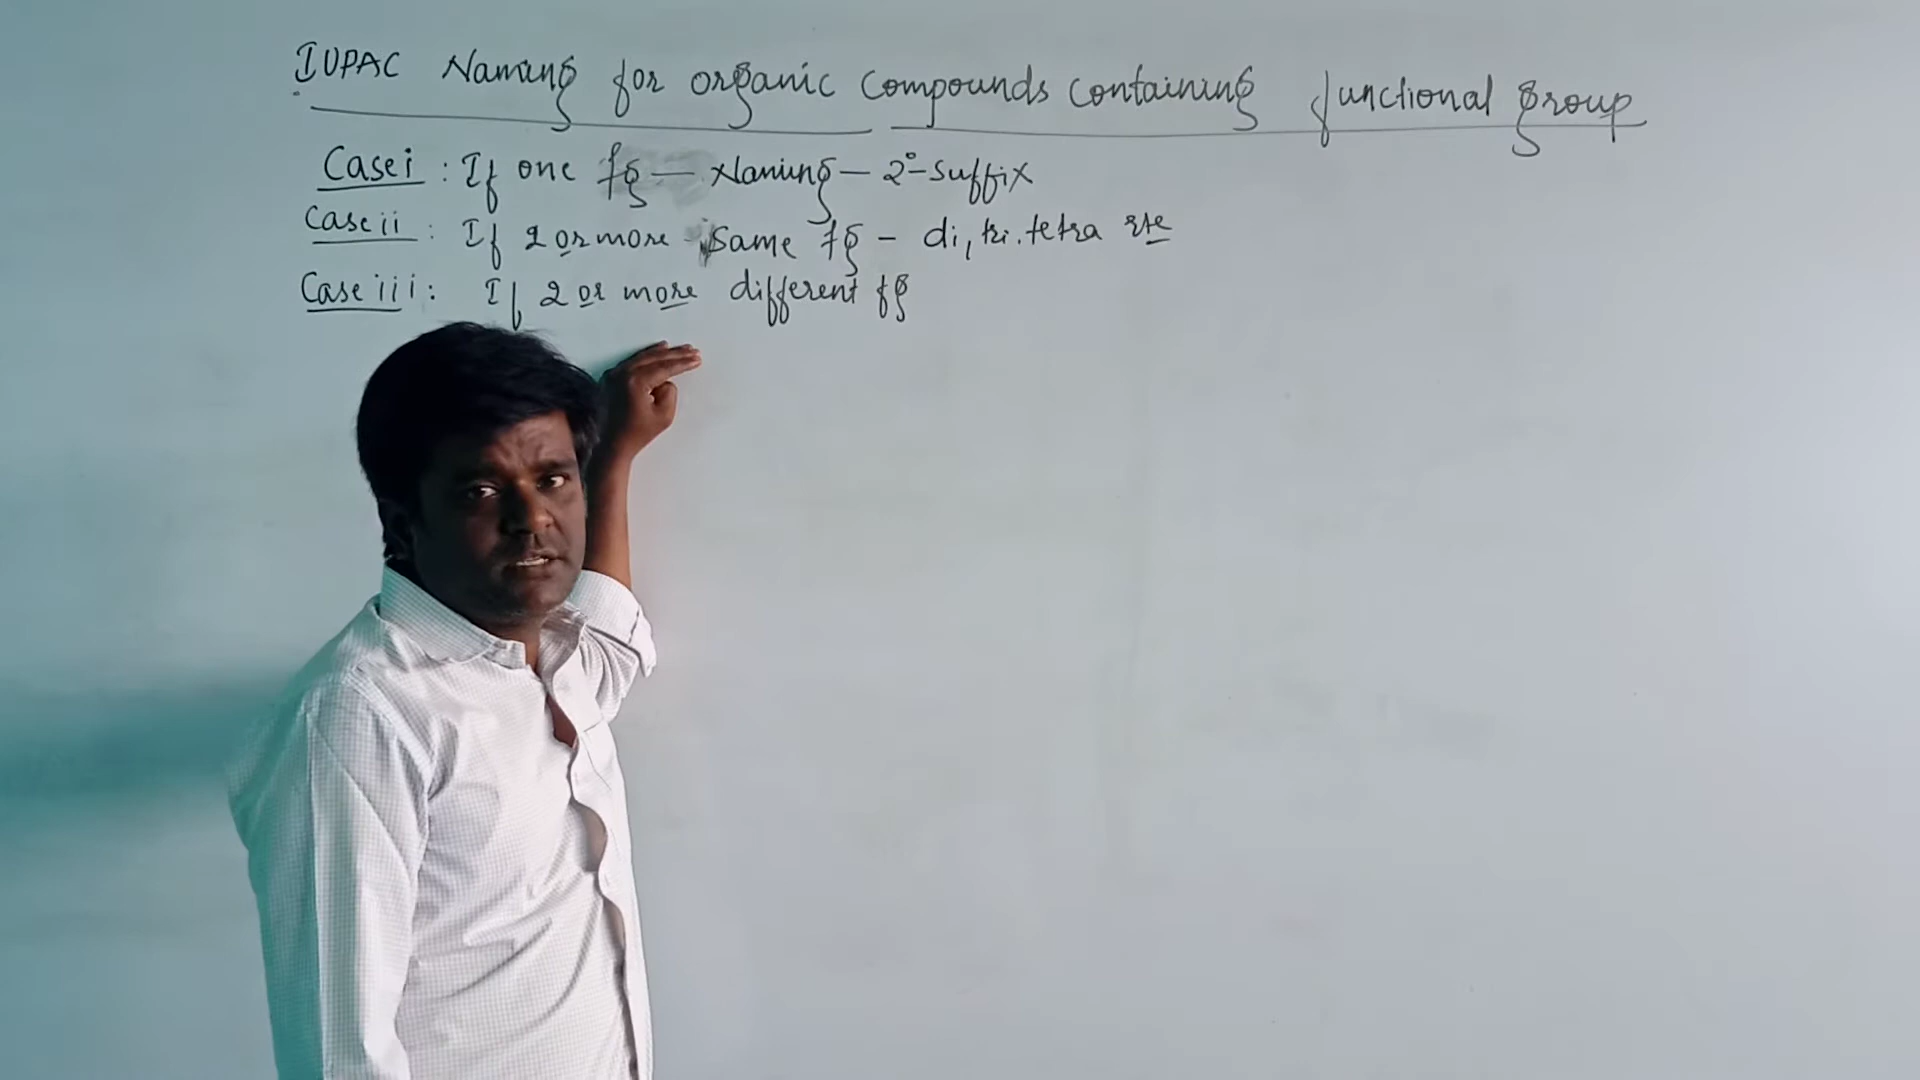 IUPAC Naming for organic compounds containing functional group
Case i : If one fg — Naming — 2°-suffix
Case ii : If 2 or more same fg - di, tri. tetra etc
Case iii : If 2 or more different fg